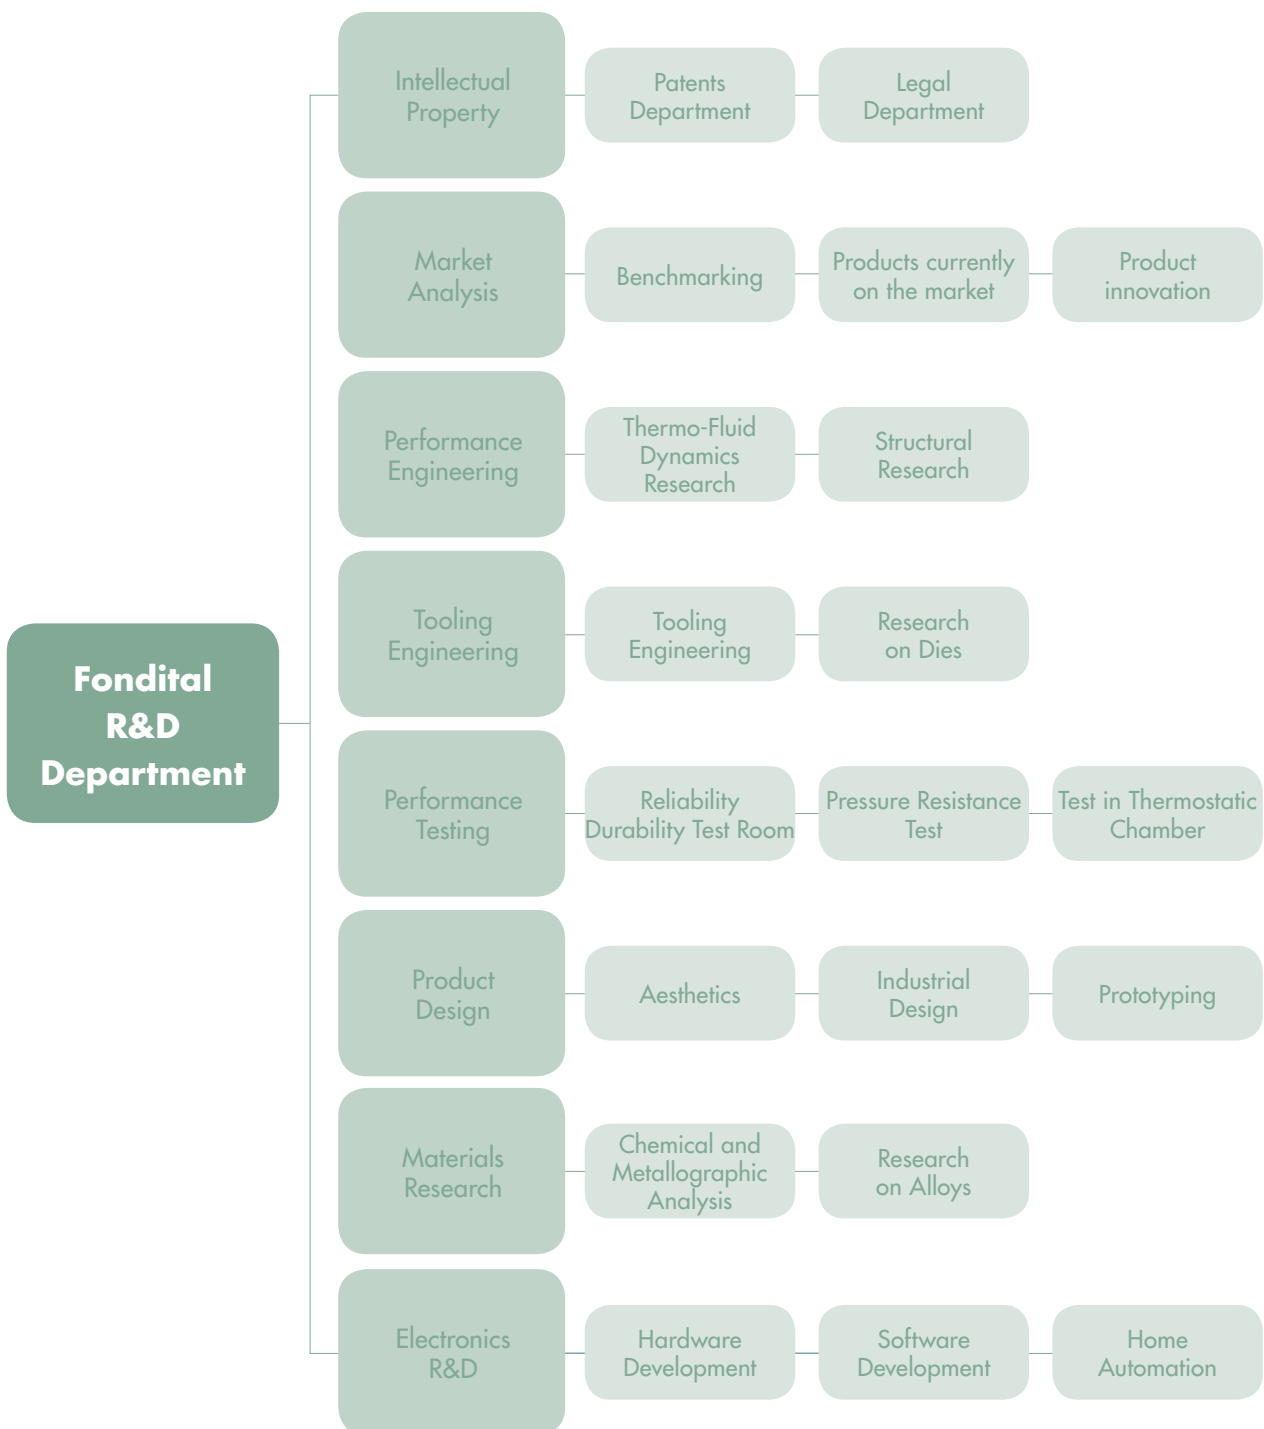 Fondital
R&D
Department
Intellectual
Property
Patents
Department
Legal
Department
Market
Analysis
Benchmarking
Products currently
on the market
Product
innovation
Performance
Engineering
Thermo-Fluid
Dynamics
Research
Structural
Research
Tooling
Engineering
Tooling
Engineering
Research
on Dies
Performance
Testing
Reliability
Durability Test Room
Pressure Resistance
Test
Test in Thermostatic
Chamber
Product
Design
Aesthetics
Industrial
Design
Prototyping
Materials
Research
Chemical and
Metallographic
Analysis
Research
on Alloys
Electronics
R&D
Hardware
Development
Software
Development
Home
Automation